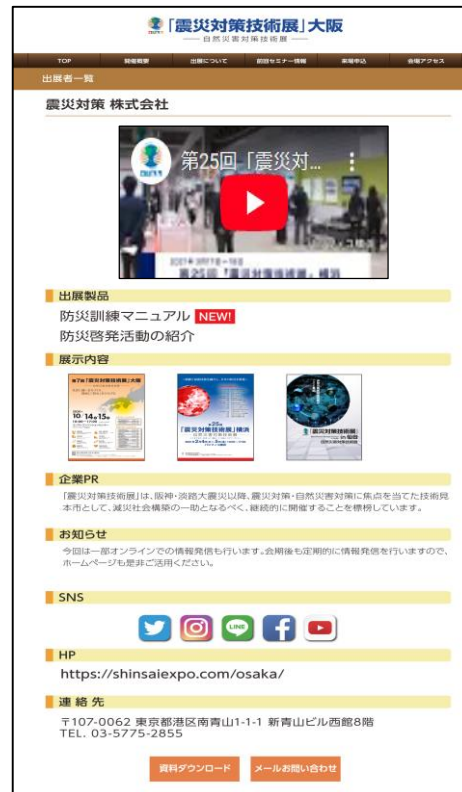 「震災対策技術展」大阪
自然災害対策技術展
TOP 開催概要 出展について 前回セミナー情報 来場申込 会場アクセス
出展者一覧
震災対策 株式会社
第25回「震災対…
第25回「震災対策技術展」横浜
出展製品
防災訓練マニュアル NEW!
防災啓発活動の紹介
展示内容
「震災対策技術展」大阪
10 14 15
「震災対策技術展」横浜
「震災対策技術展」
企業PR
「震災対策技術展」は、阪神・淡路大震災以降、震災対策・自然災害対策に焦点を当てた技術見
本市として、減災社会構築の一助となるべく、継続的に開催することを標榜しています。
お知らせ
今回は一部オンラインでの情報発信も行います。会期後も定期的に情報発信を行いますので、
ホームページも是非ご活用ください。
SNS
LINE
HP
https://shinsaiexpo.com/osaka/
連絡先
〒107-0062 東京都港区南青山1-1-1 新青山ビル西館8階
TEL. 03-5775-2855
資料ダウンロード メールお問い合わせ